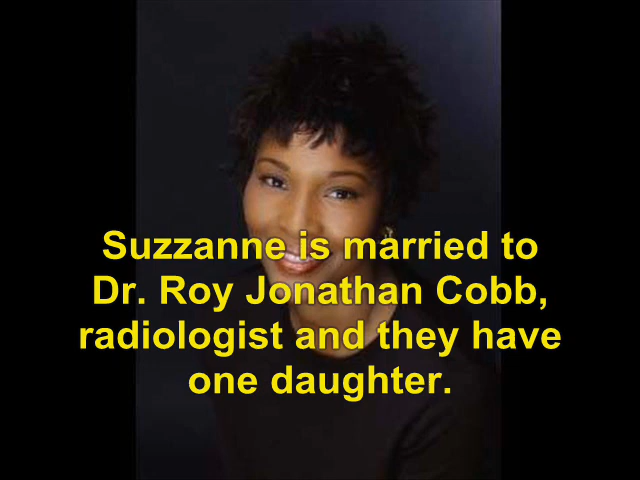 Suzzanne is married to
Dr. Roy Jonathan Cobb,
radiologist and they have
one daughter.